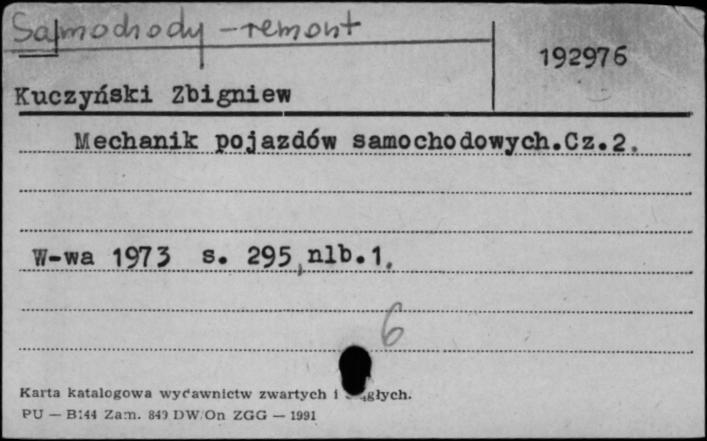 Samochody - remont
192976
Kuczyński Zbigniew
Mechanik pojazdów samochodowych.Cz.2.
W-wa 1973 s. 295,nlb.1.
6
Karta katalogowa wydawnictw zwartych i
PU — B144 Zam. 849 DW/On ZGG — 1991